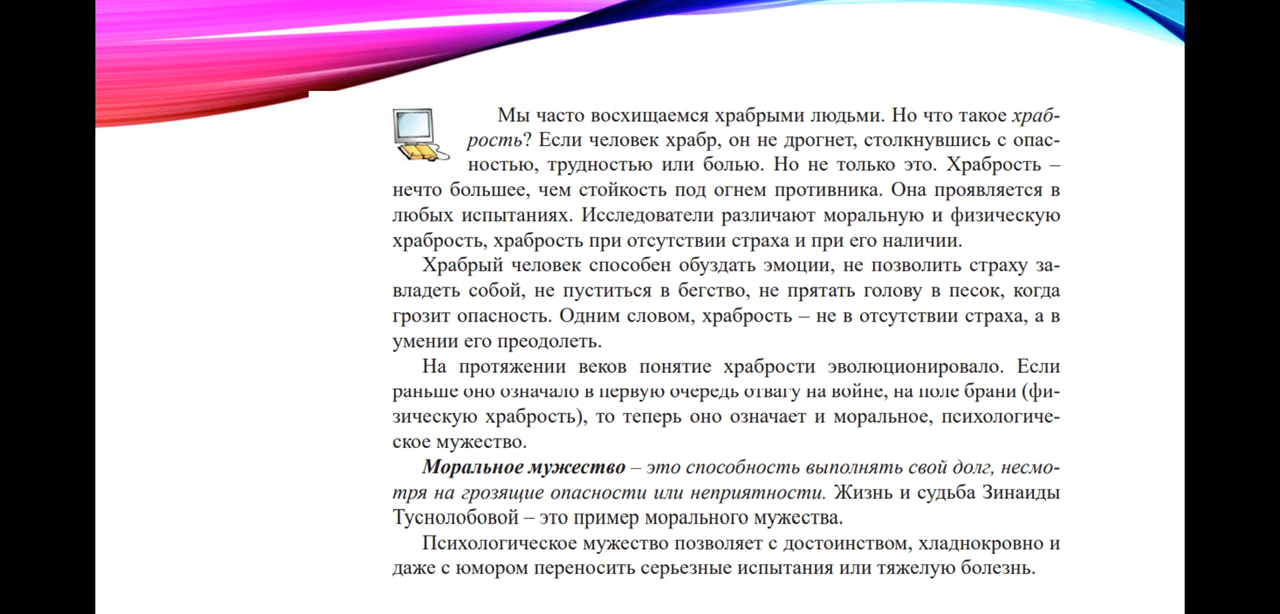 Мы часто восхищаемся храбрыми людьми. Но что такое храб-
рость? Если человек храбр, он не дрогнет, столкнувшись с опас-
ностью, трудностью или болью. Но не только это. Храбрость –
нечто большее, чем стойкость под огнем противника. Она проявляется в
любых испытаниях. Исследователи различают моральную и физическую
храбрость, храбрость при отсутствии страха и при его наличии.
Храбрый человек способен обуздать эмоции, не позволить страху за-
владеть собой, не пуститься в бегство, не прятать голову в песок, когда
грозит опасность. Одним словом, храбрость – не в отсутствии страха, а в
умении его преодолеть.
На протяжении веков понятие храбрости эволюционировало. Если
раньше оно означало в первую очередь отвагу на войне, на поле брани (фи-
зическую храбрость), то теперь оно означает и моральное, психологиче-
ское мужество.
Моральное мужество – это способность выполнять свой долг, несмо-
тря на грозящие опасности или неприятности. Жизнь и судьба Зинаиды
Туснолобовой – это пример морального мужества.
Психологическое мужество позволяет с достоинством, хладнокровно и
даже с юмором переносить серьезные испытания или тяжелую болезнь.